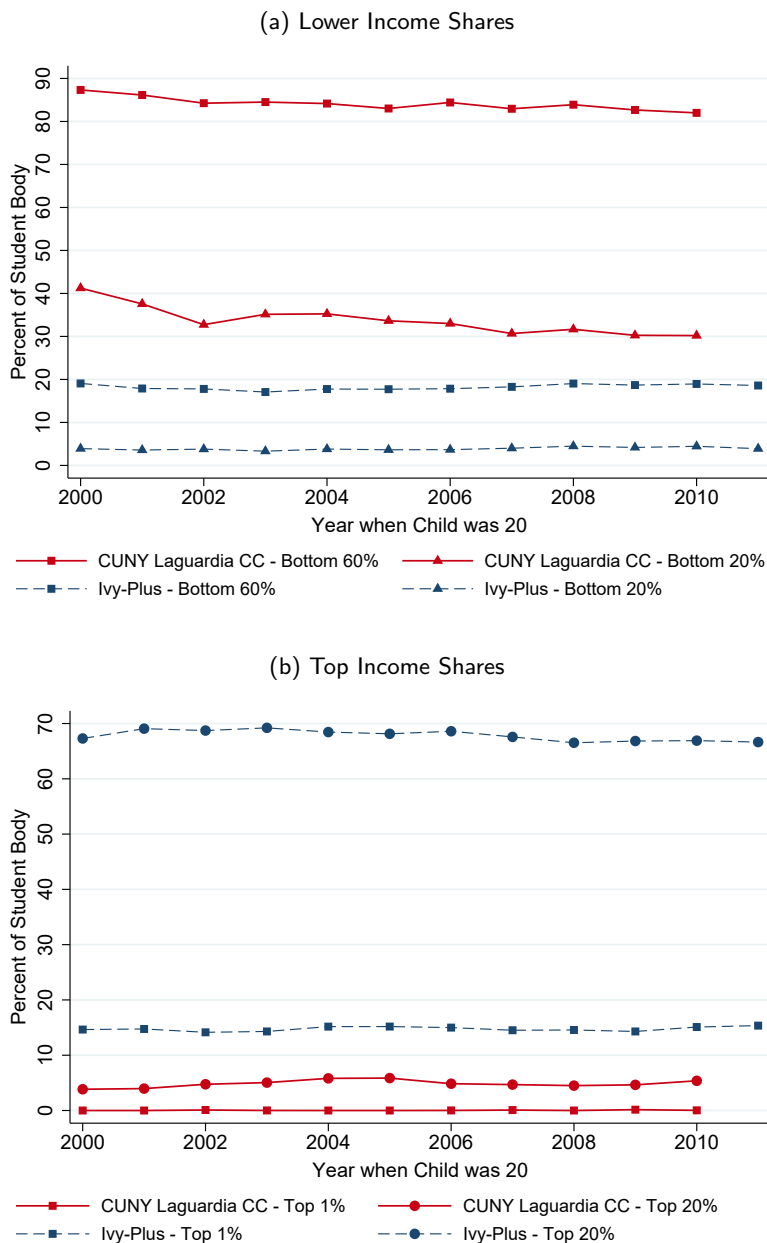 (a) Lower Income Shares
Percent of Student Body
90
80
70
60
50
40
30
20
10
0
2000 2002 2004 2006 2008 2010
Year when Child was 20
CUNY Laguardia CC - Bottom 60% CUNY Laguardia CC - Bottom 20%
Ivy-Plus - Bottom 60% Ivy-Plus - Bottom 20%
(b) Top Income Shares
Percent of Student Body
70
60
50
40
30
20
10
0
2000 2002 2004 2006 2008 2010
Year when Child was 20
CUNY Laguardia CC - Top 1% CUNY Laguardia CC - Top 20%
Ivy-Plus - Top 1% Ivy-Plus - Top 20%